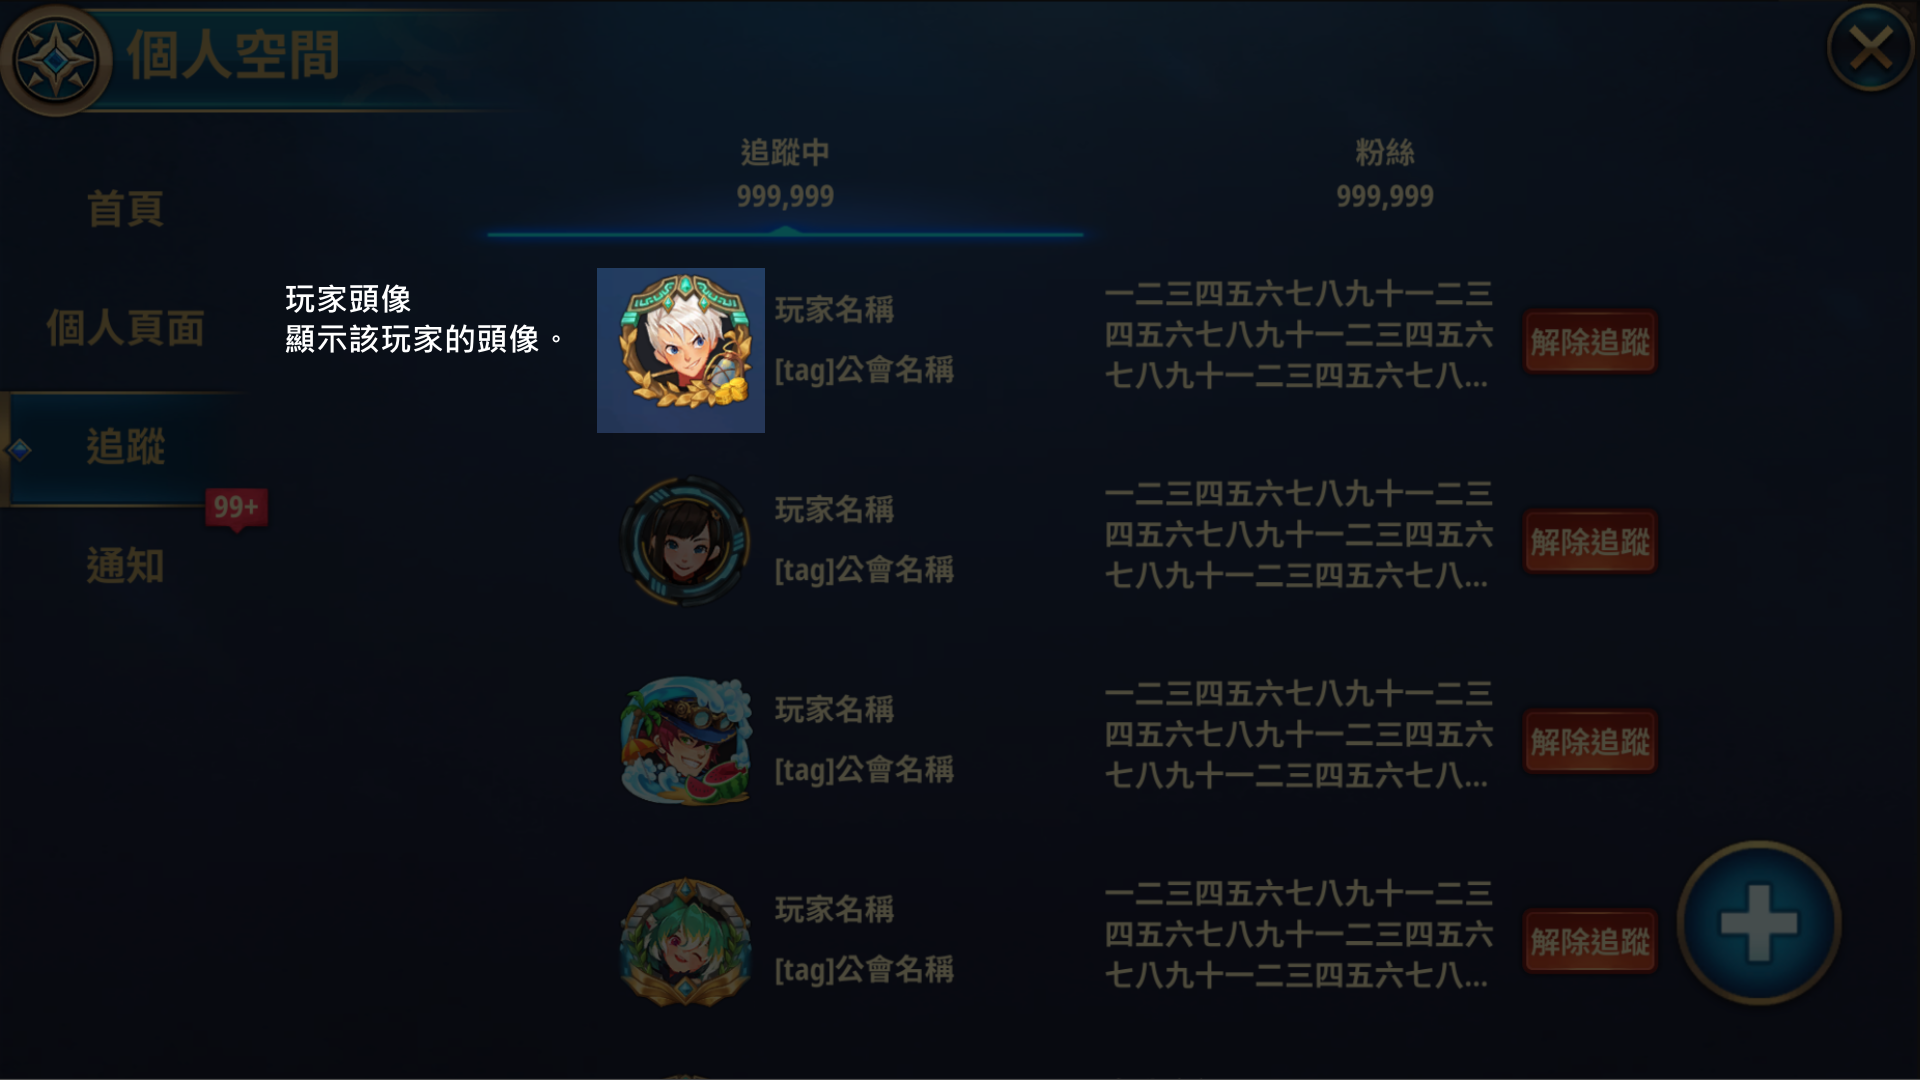 個人空間
追蹤中
999,999
粉絲
999,999
首頁
個人頁面
追蹤
99+
通知
玩家頭像
顯示該玩家的頭像。
玩家名稱
[tag]公會名稱
一二三四五六七八九十一二三
四五六七八九十一二三四五六
七八九十一二三四五六七八...
解除追蹤
玩家名稱
[tag]公會名稱
一二三四五六七八九十一二三
四五六七八九十一二三四五六
七八九十一二三四五六七八...
解除追蹤
玩家名稱
[tag]公會名稱
一二三四五六七八九十一二三
四五六七八九十一二三四五六
七八九十一二三四五六七八...
解除追蹤
玩家名稱
[tag]公會名稱
一二三四五六七八九十一二三
四五六七八九十一二三四五六
七八九十一二三四五六七八...
解除追蹤